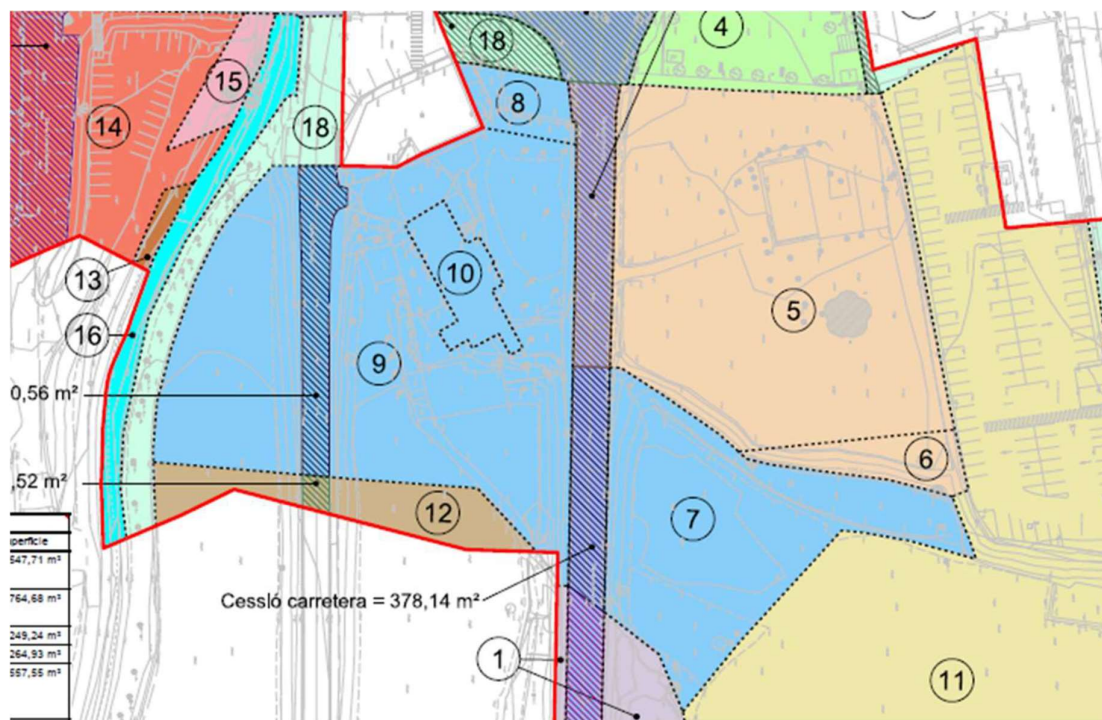 4
18
8
15
14
18
10
13
5
16
9
0,56 m²
6
,52 m²
12
7
uperfície
547,71 m²
764,68 m²
Cessió carretera = 378,14 m²
249,24 m²
264,93 m²
557,55 m²
1
11